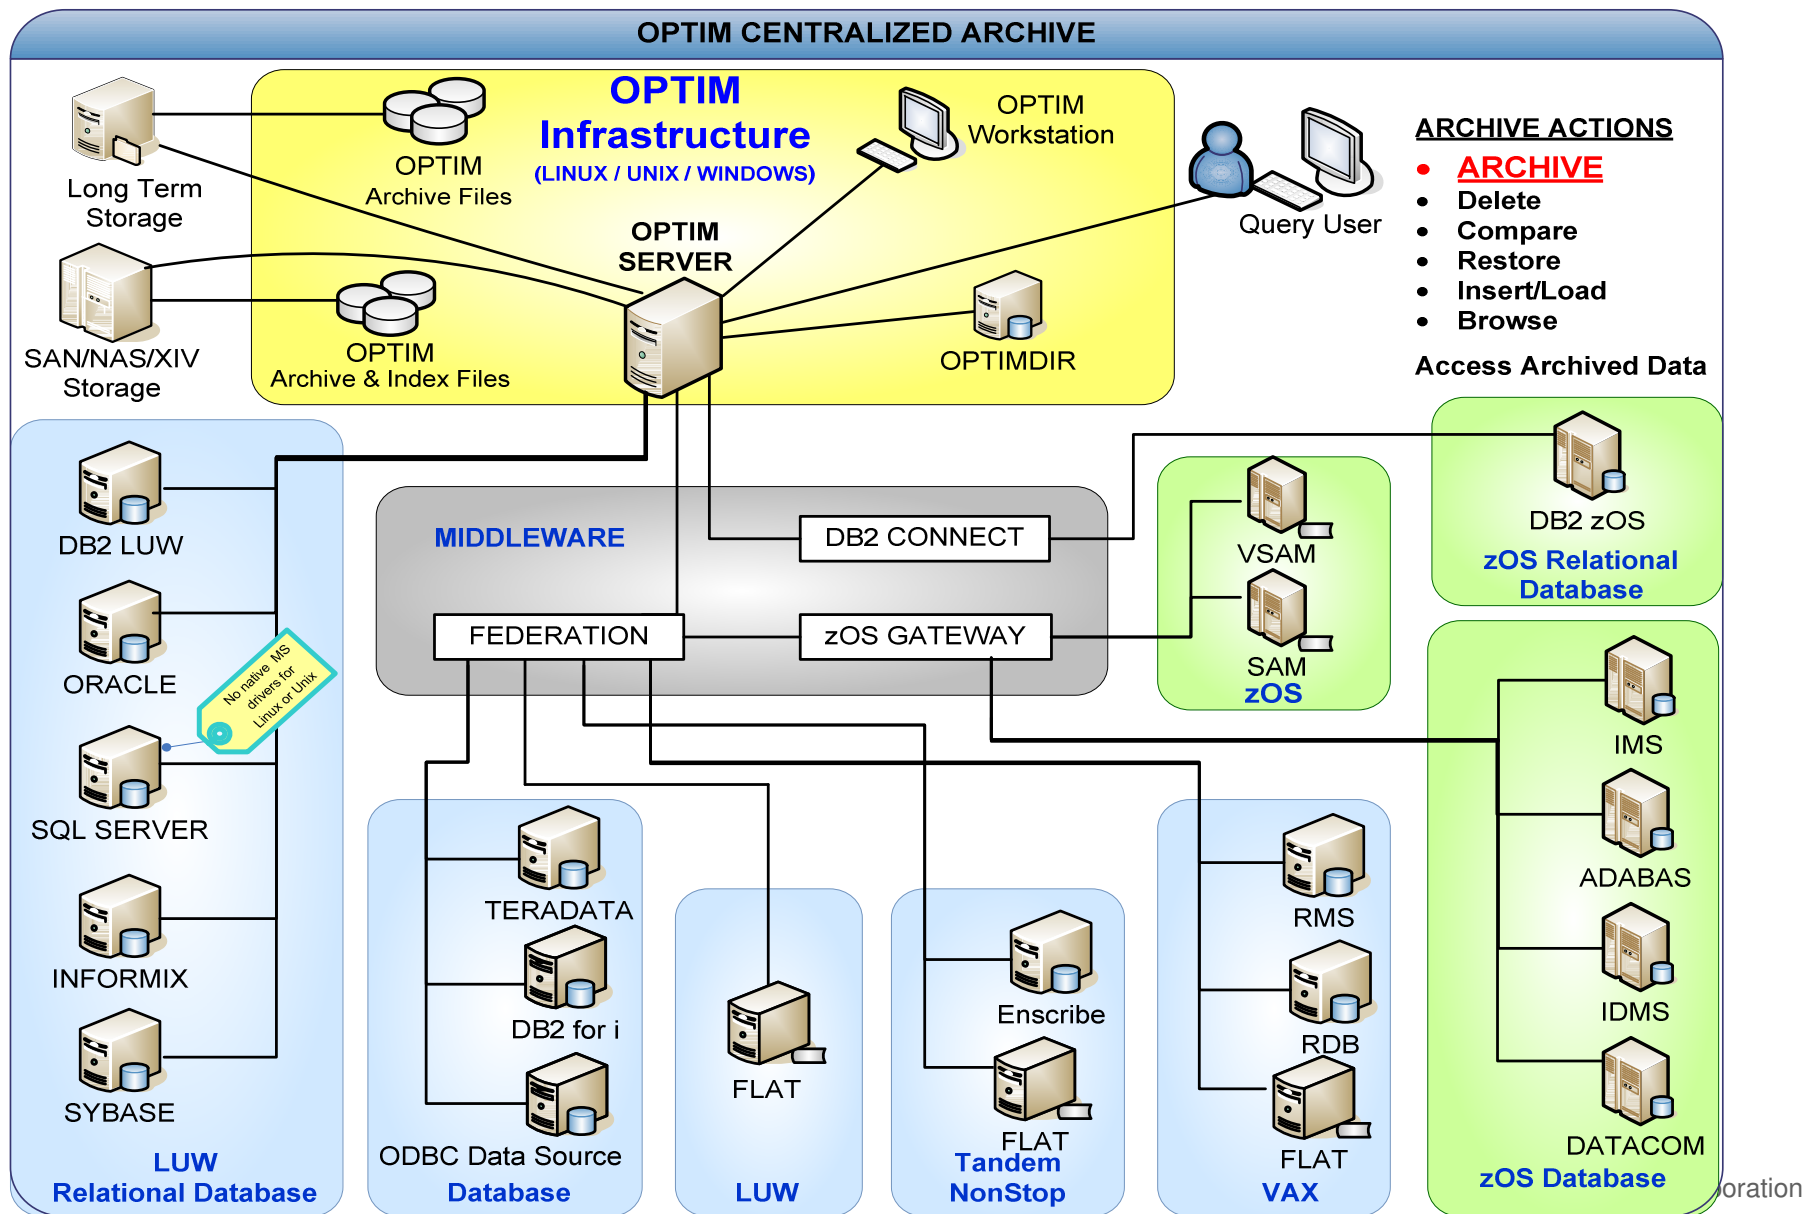 OPTIM CENTRALIZED ARCHIVE
OPTIM
Infrastructure
(LINUX / UNIX / WINDOWS)
Long Term
Storage
OPTIM
Archive Files
OPTIM
Workstation
Query User
ARCHIVE ACTIONS
• ARCHIVE
• Delete
• Compare
• Restore
• Insert/Load
• Browse
Access Archived Data
OPTIM
SERVER
SAN/NAS/XIV
Storage
OPTIM
Archive & Index Files
OPTIMDIR
DB2 LUW
ORACLE
No native MS
drivers for
Linux or Unix
SQL SERVER
INFORMIX
SYBASE
LUW
Relational Database
MIDDLEWARE
DB2 CONNECT
FEDERATION
zOS GATEWAY
VSAM
SAM
zOS
DB2 zOS
zOS Relational
Database
TERADATA
DB2 for i
ODBC Data Source
Database
FLAT
LUW
Enscribe
FLAT
Tandem
NonStop
RMS
RDB
FLAT
VAX
IMS
ADABAS
IDMS
DATACOM
zOS Database